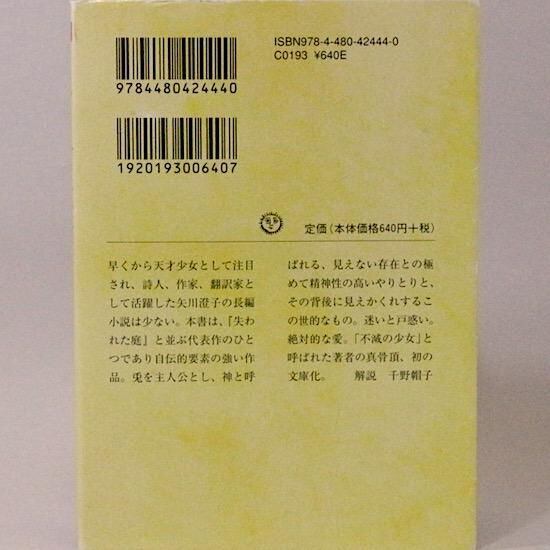 ISBN978-4-480-42444-0
C0193 ¥640E
9784480424440
1920193006407
定価(本体価格640円+税)
早くから天才少女として注目
され、詩人、作家、翻訳家と
して活躍した矢川澄子の長編
小説は少ない。本書は、『失わ
れた庭』と並ぶ代表作のひと
つであり自伝的要素の強い作
品。兎を主人公とし、神と呼
ばれる、見えない存在との極
めて精神性の高いやりとりと、
その背後に見えかくれするこ
の世的なもの。迷いと戸惑い。
絶対的な愛。「不滅の少女」と
呼ばれた著者の真骨頂、初の
文庫化。 解説 千野帽子